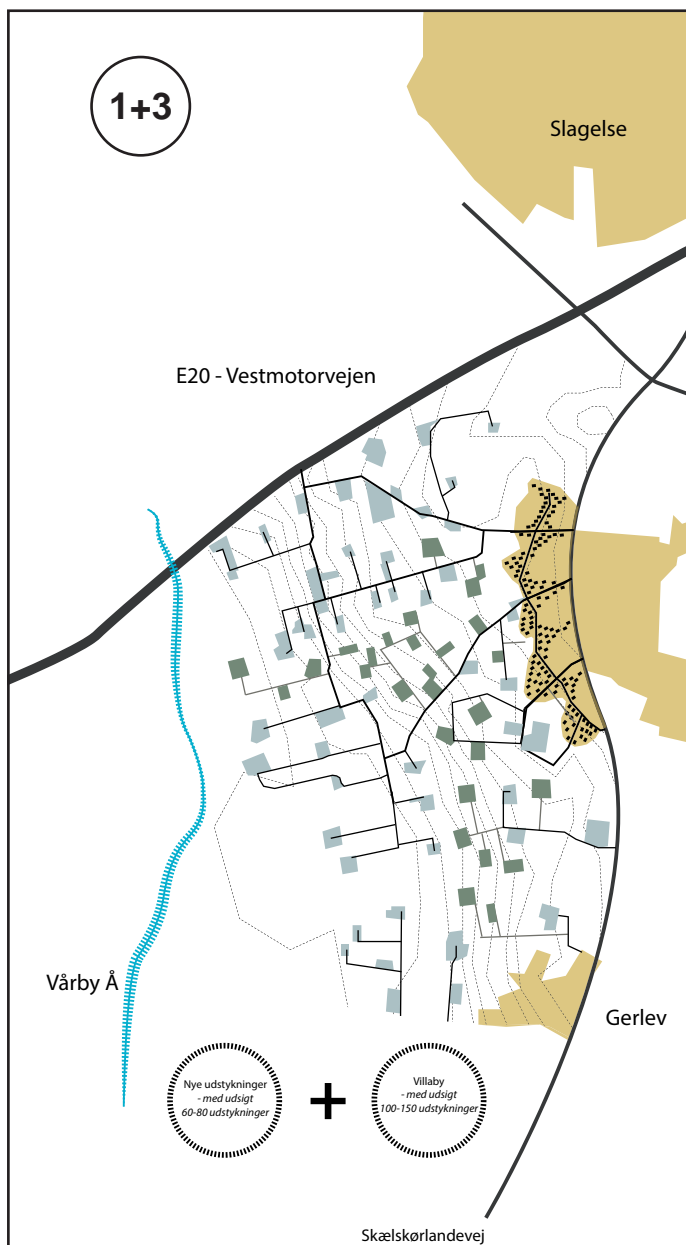 1+3
Slagelse
E20 - Vestmotorvejen
Vårby Å
Gerlev
Nye udstykninger
- med udsigt
60-80 udstykninger
+
Villaby
- med udsigt
100-150 udstykninger
Skælskørlandevej